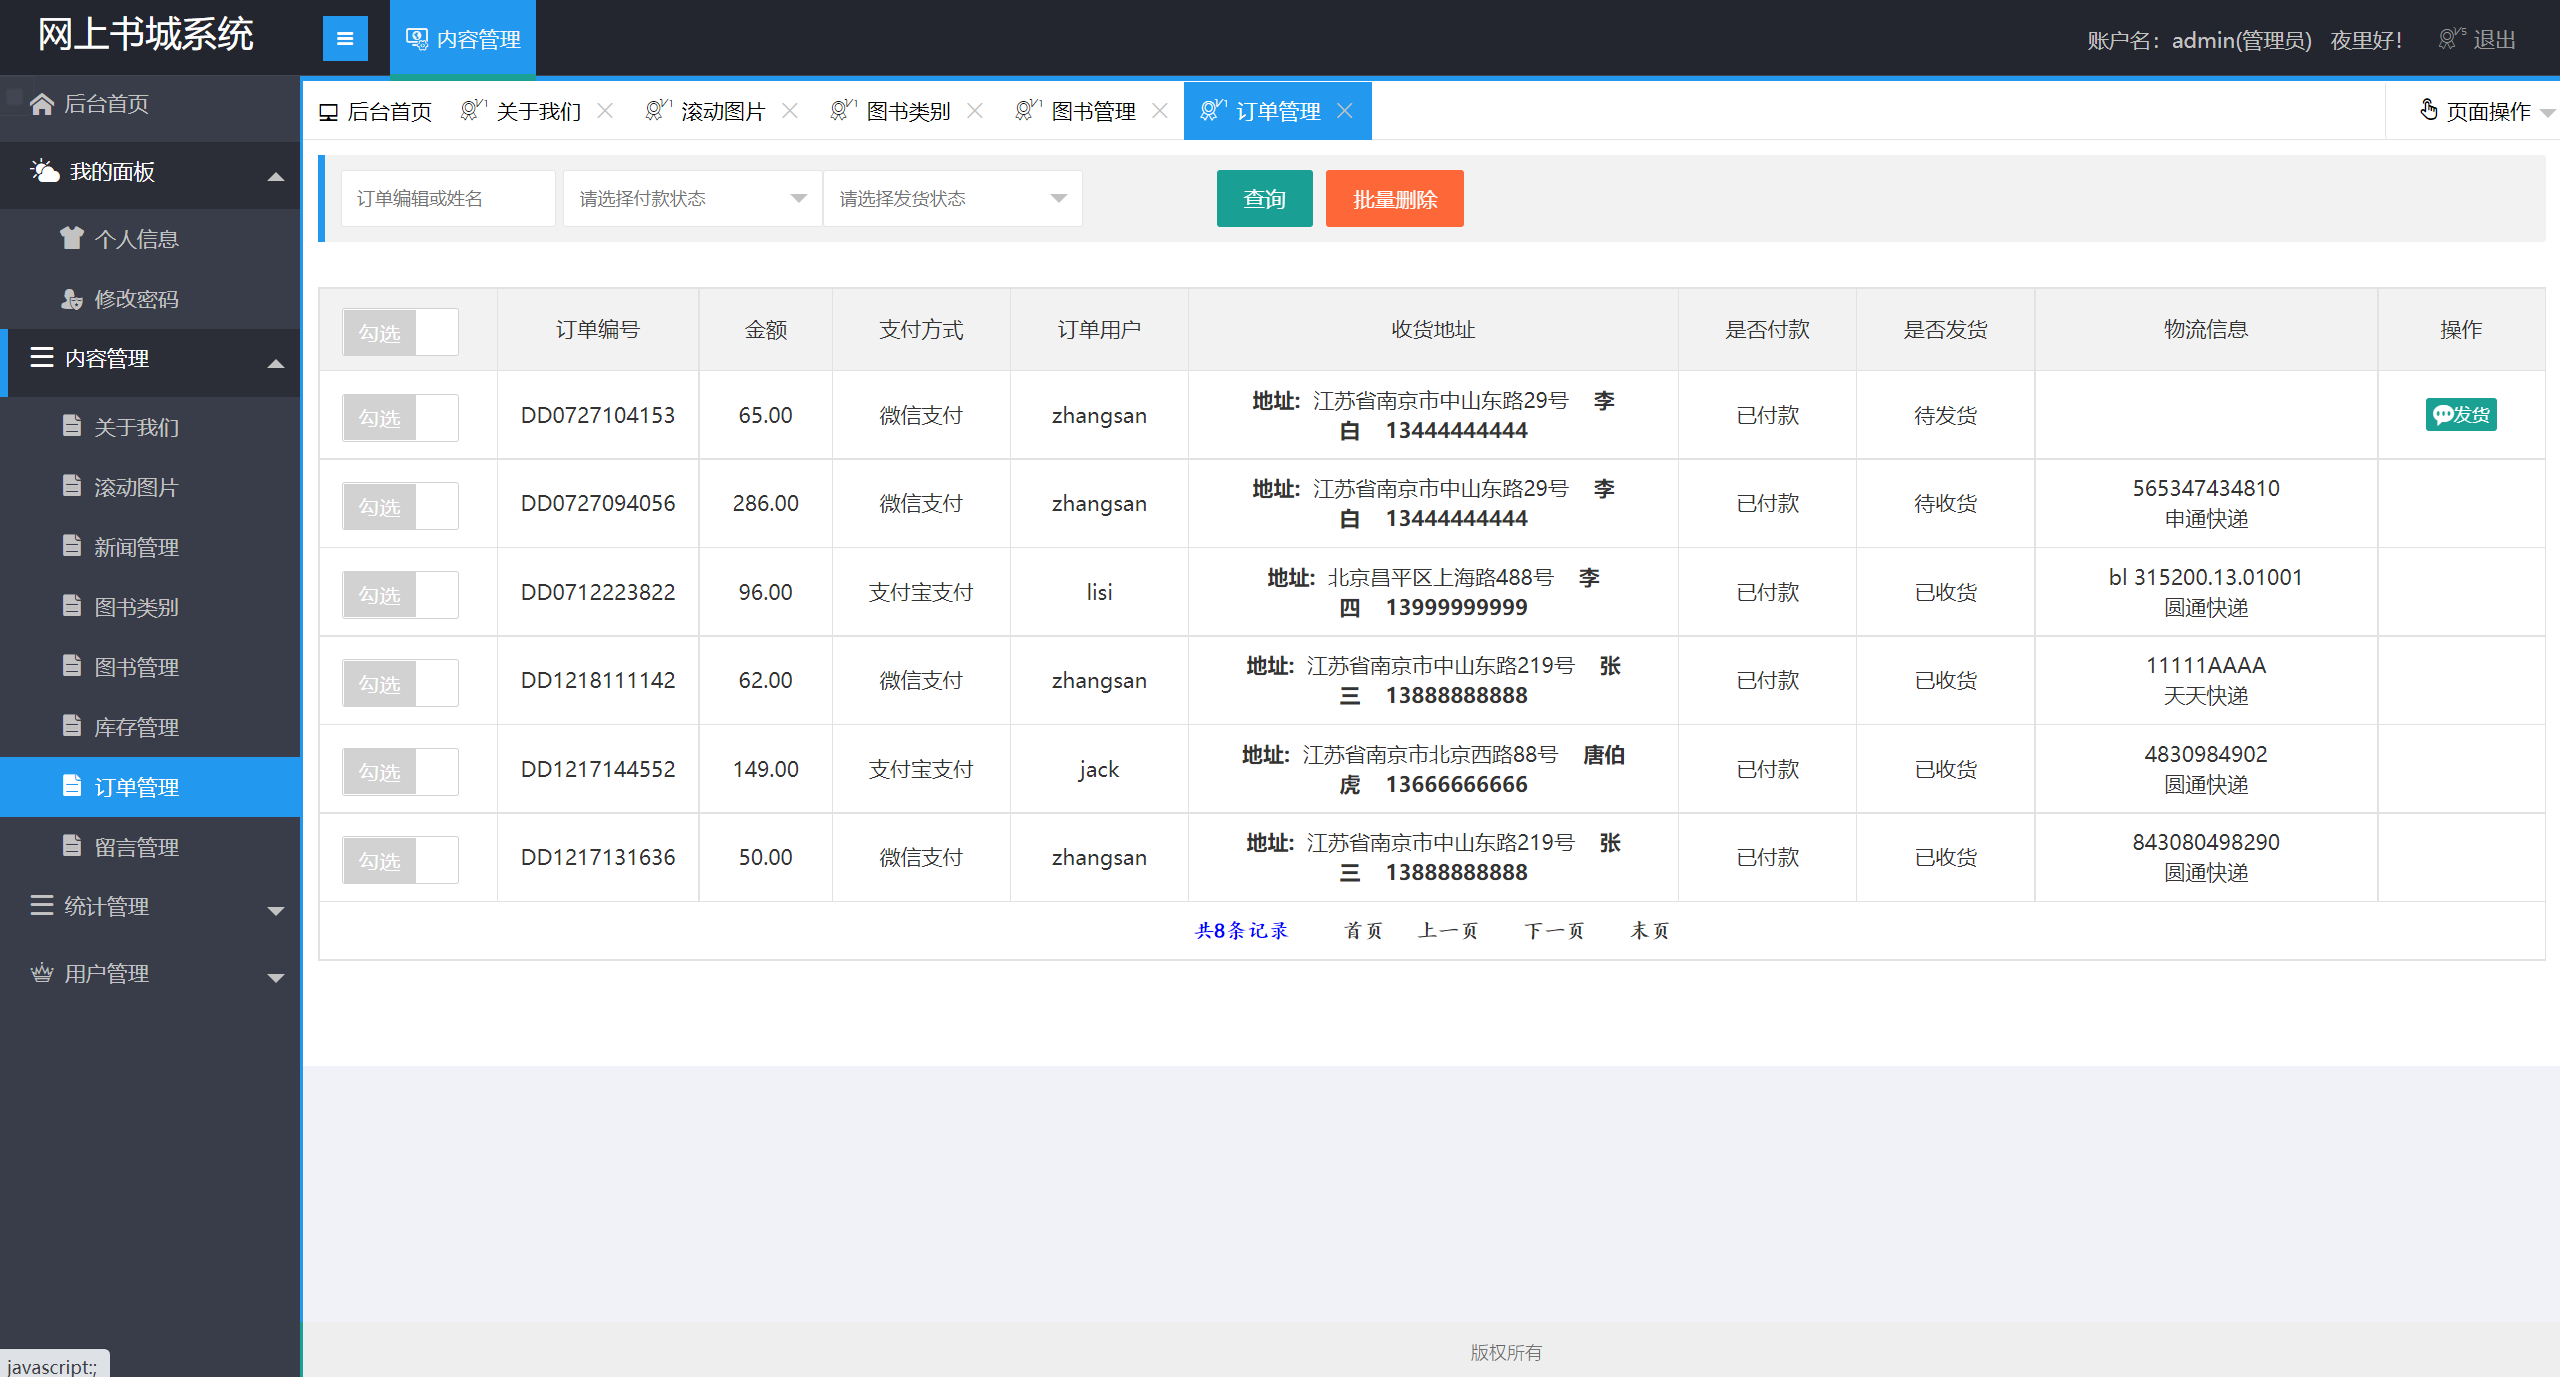 网上书城系统
内容管理
账户名：admin(管理员) 夜里好！ 退出
后台首页
我的面板
个人信息
修改密码
内容管理
关于我们
滚动图片
新闻管理
图书类别
图书管理
库存管理
订单管理
留言管理
统计管理
用户管理
后台首页 关于我们 滚动图片 图书类别 图书管理 订单管理 页面操作
订单编辑或姓名 请选择付款状态 请选择发货状态 查询 批量删除
勾选 订单编号 金额 支付方式 订单用户 收货地址 是否付款 是否发货 物流信息 操作
勾选 DD0727104153 65.00 微信支付 zhangsan 地址: 江苏省南京市中山东路29号 李
白 13444444444 已付款 待发货 发货
勾选 DD0727094056 286.00 微信支付 zhangsan 地址: 江苏省南京市中山东路29号 李
白 13444444444 已付款 待收货 565347434810
申通快递
勾选 DD0712223822 96.00 支付宝支付 lisi 地址: 北京昌平区上海路488号 李
四 13999999999 已付款 已收货 bl 315200.13.01001
圆通快递
勾选 DD1218111142 62.00 微信支付 zhangsan 地址: 江苏省南京市中山东路219号 张
三 13888888888 已付款 已收货 11111AAAA
天天快递
勾选 DD1217144552 149.00 支付宝支付 jack 地址: 江苏省南京市北京西路88号 唐伯
虎 13666666666 已付款 已收货 4830984902
圆通快递
勾选 DD1217131636 50.00 微信支付 zhangsan 地址: 江苏省南京市中山东路219号 张
三 13888888888 已付款 已收货 843080498290
圆通快递
共8条记录 首页 上一页 下一页 末页
版权所有
javascript:;